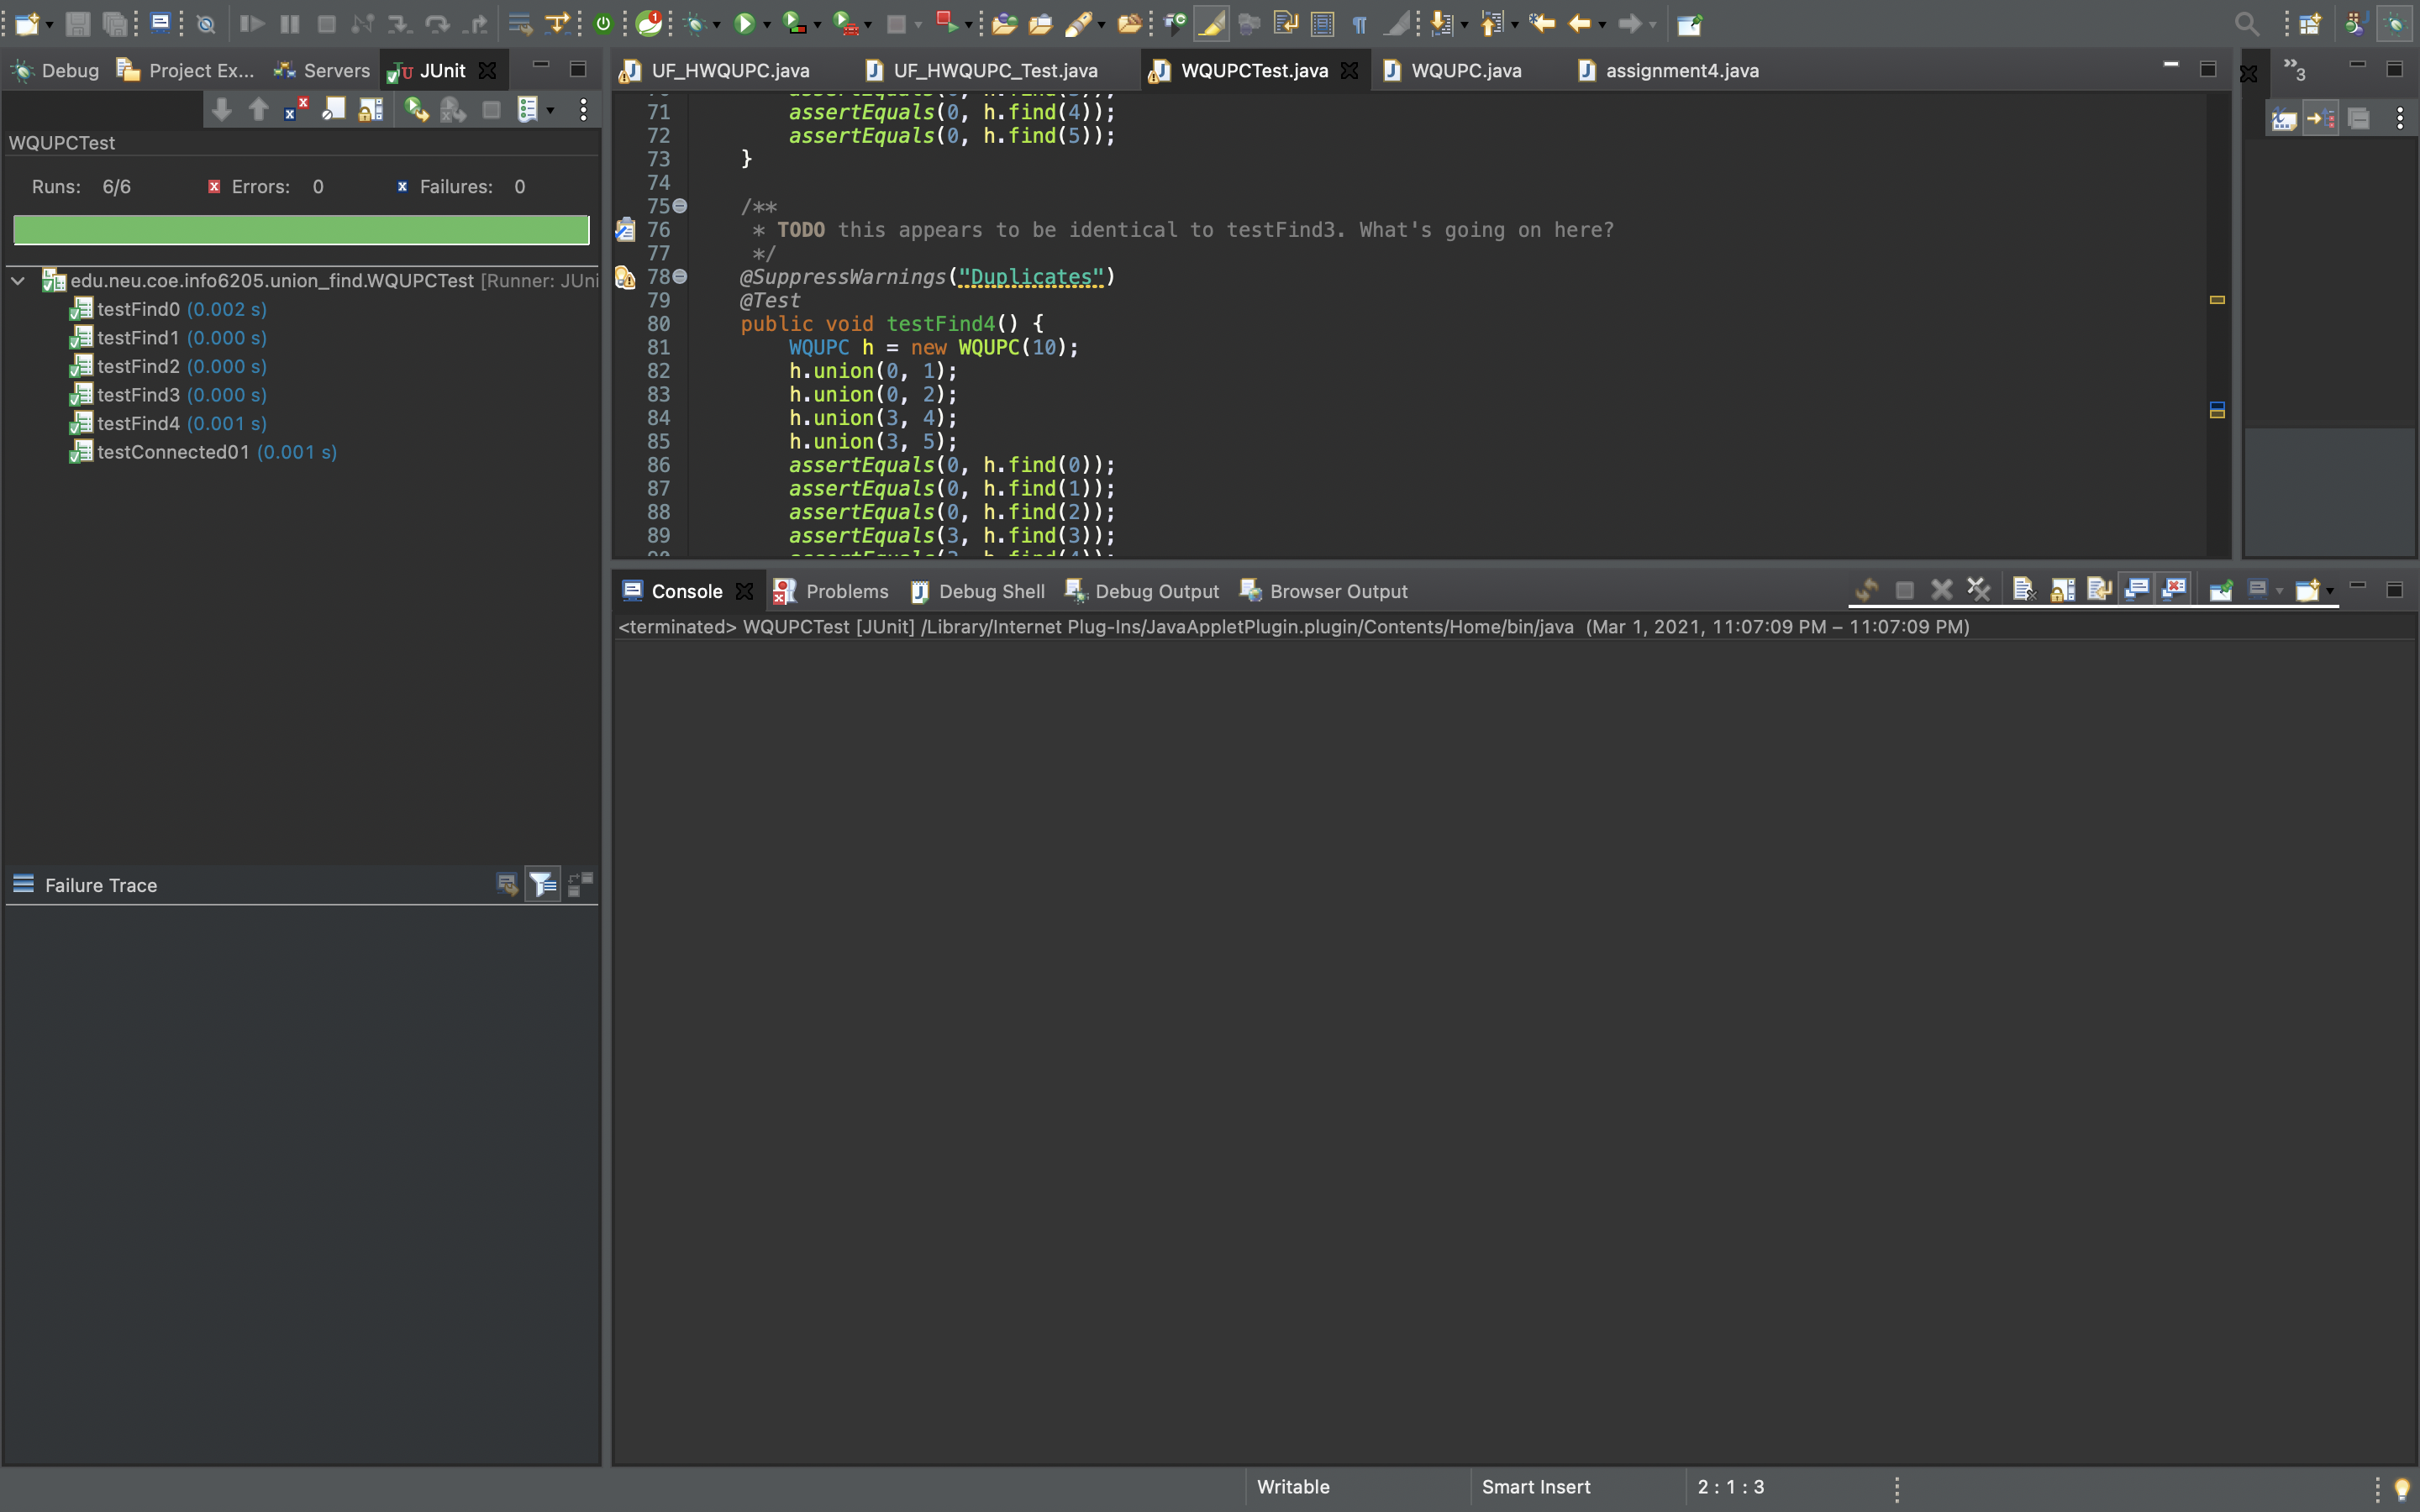 1
Debug
Project Ex...
Servers
JUnit
UF_HWQUPC.java
UF_HWQUPC_Test.java
WQUPCTest.java
WQUPC.java
assignment4.java
3
WQUPCTest
Runs: 6/6
Errors: 0
Failures: 0
edu.neu.coe.info6205.union_find.WQUPCTest [Runner: JUni
testFind0 (0.002 s)
testFind1 (0.000 s)
testFind2 (0.000 s)
testFind3 (0.000 s)
testFind4 (0.001 s)
testConnected01 (0.001 s)
Failure Trace
71 assertEquals(0, h.find(4));
72 assertEquals(0, h.find(5));
73 }
74
75 /**
76 * TODO this appears to be identical to testFind3. What's going on here?
77 */
78 @SuppressWarnings("Duplicates")
79 @Test
80 public void testFind4() {
81 WQUPC h = new WQUPC(10);
82 h.union(0, 1);
83 h.union(0, 2);
84 h.union(3, 4);
85 h.union(3, 5);
86 assertEquals(0, h.find(0));
87 assertEquals(0, h.find(1));
88 assertEquals(0, h.find(2));
89 assertEquals(3, h.find(3));
Console
Problems
Debug Shell
Debug Output
Browser Output
<terminated> WQUPCTest [JUnit] /Library/Internet Plug-Ins/JavaAppletPlugin.plugin/Contents/Home/bin/java (Mar 1, 2021, 11:07:09 PM – 11:07:09 PM)
Writable
Smart Insert
2 : 1 : 3